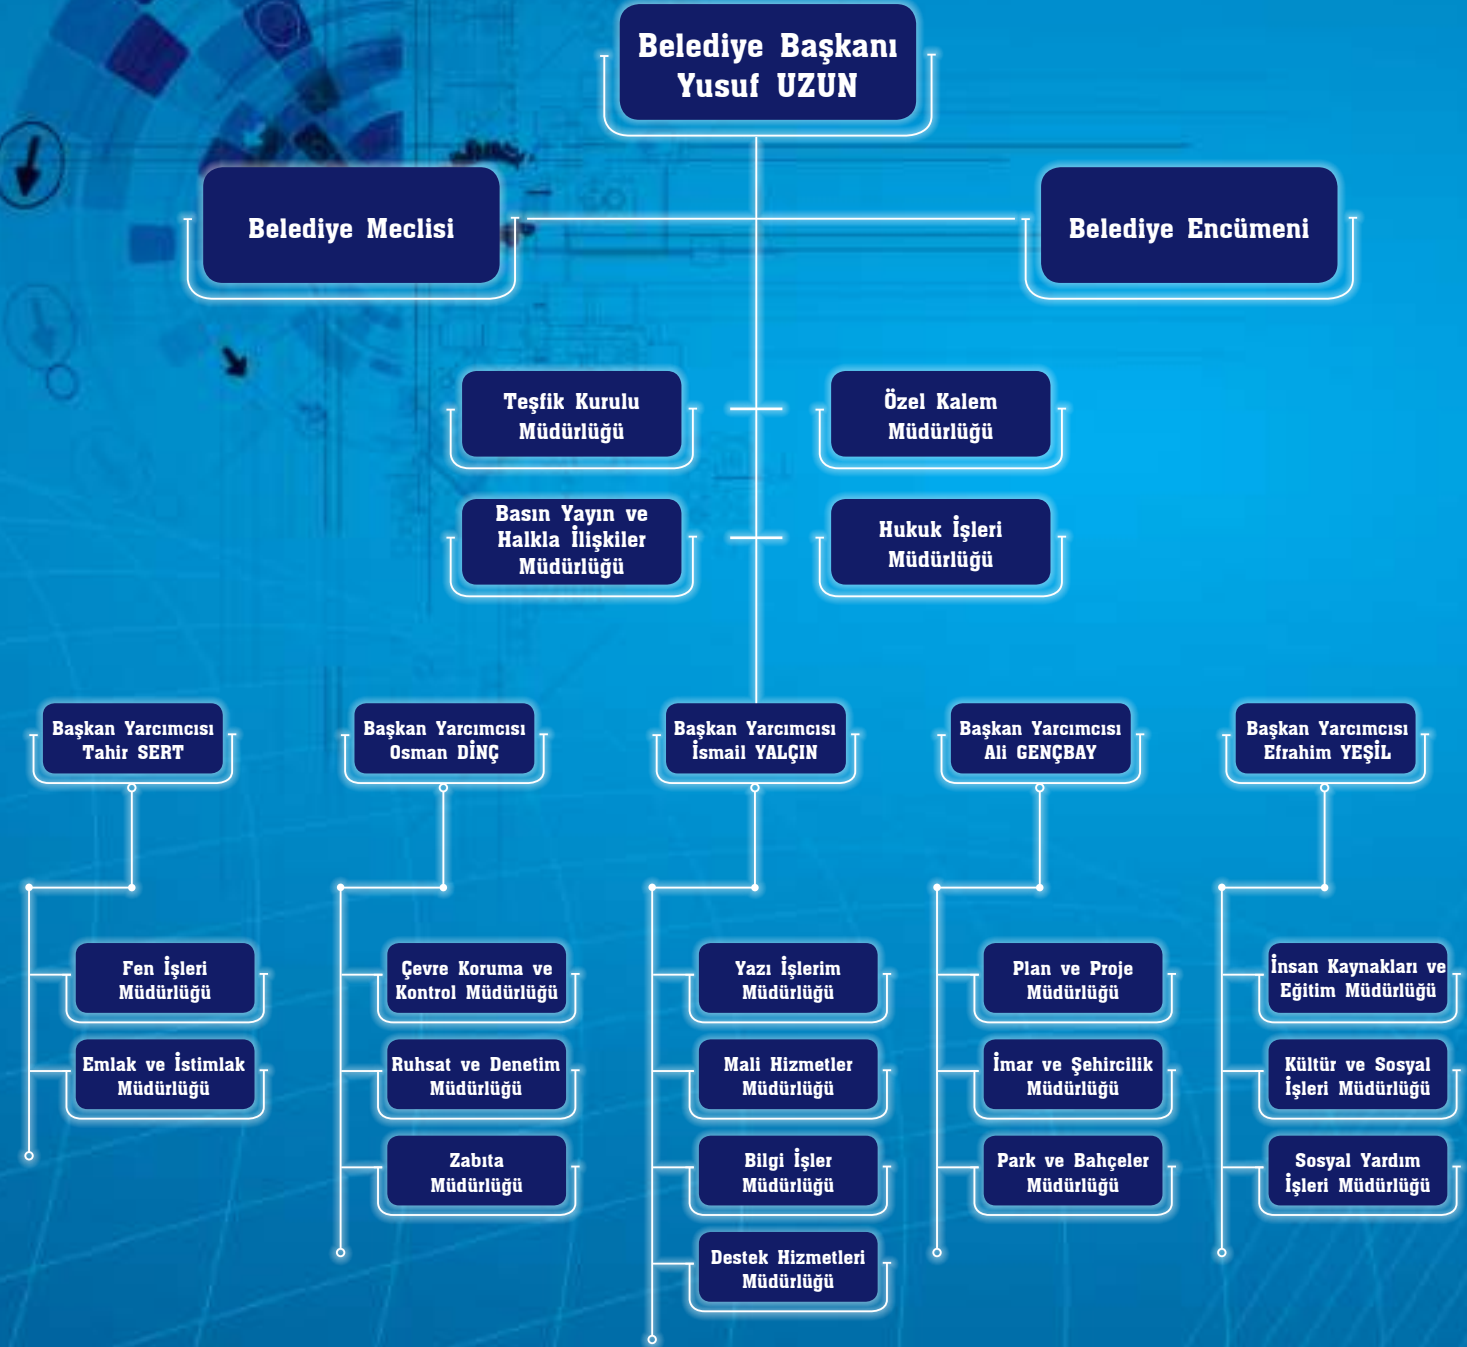 Belediye Başkanı
Yusuf UZUN
Belediye Meclisi
Belediye Encümeni
Teşfik Kurulu
Müdürlüğü
Özel Kalem
Müdürlüğü
Basın Yayın ve
Halkla İlişkiler
Müdürlüğü
Hukuk İşleri
Müdürlüğü
Başkan Yarcımcısı
Tahir SERT
Başkan Yarcımcısı
Osman DİNÇ
Başkan Yarcımcısı
İsmail YALÇIN
Başkan Yarcımcısı
Ali GENÇBAY
Başkan Yarcımcısı
Efrahim YEŞİL
Fen İşleri
Müdürlüğü
Emlak ve İstimlak
Müdürlüğü
Çevre Koruma ve
Kontrol Müdürlüğü
Ruhsat ve Denetim
Müdürlüğü
Zabıta
Müdürlüğü
Yazı İşlerim
Müdürlüğü
Mali Hizmetler
Müdürlüğü
Bilgi İşler
Müdürlüğü
Destek Hizmetleri
Müdürlüğü
Plan ve Proje
Müdürlüğü
İmar ve Şehircilik
Müdürlüğü
Park ve Bahçeler
Müdürlüğü
İnsan Kaynakları ve
Eğitim Müdürlüğü
Kültür ve Sosyal
İşleri Müdürlüğü
Sosyal Yardım
İşleri Müdürlüğü